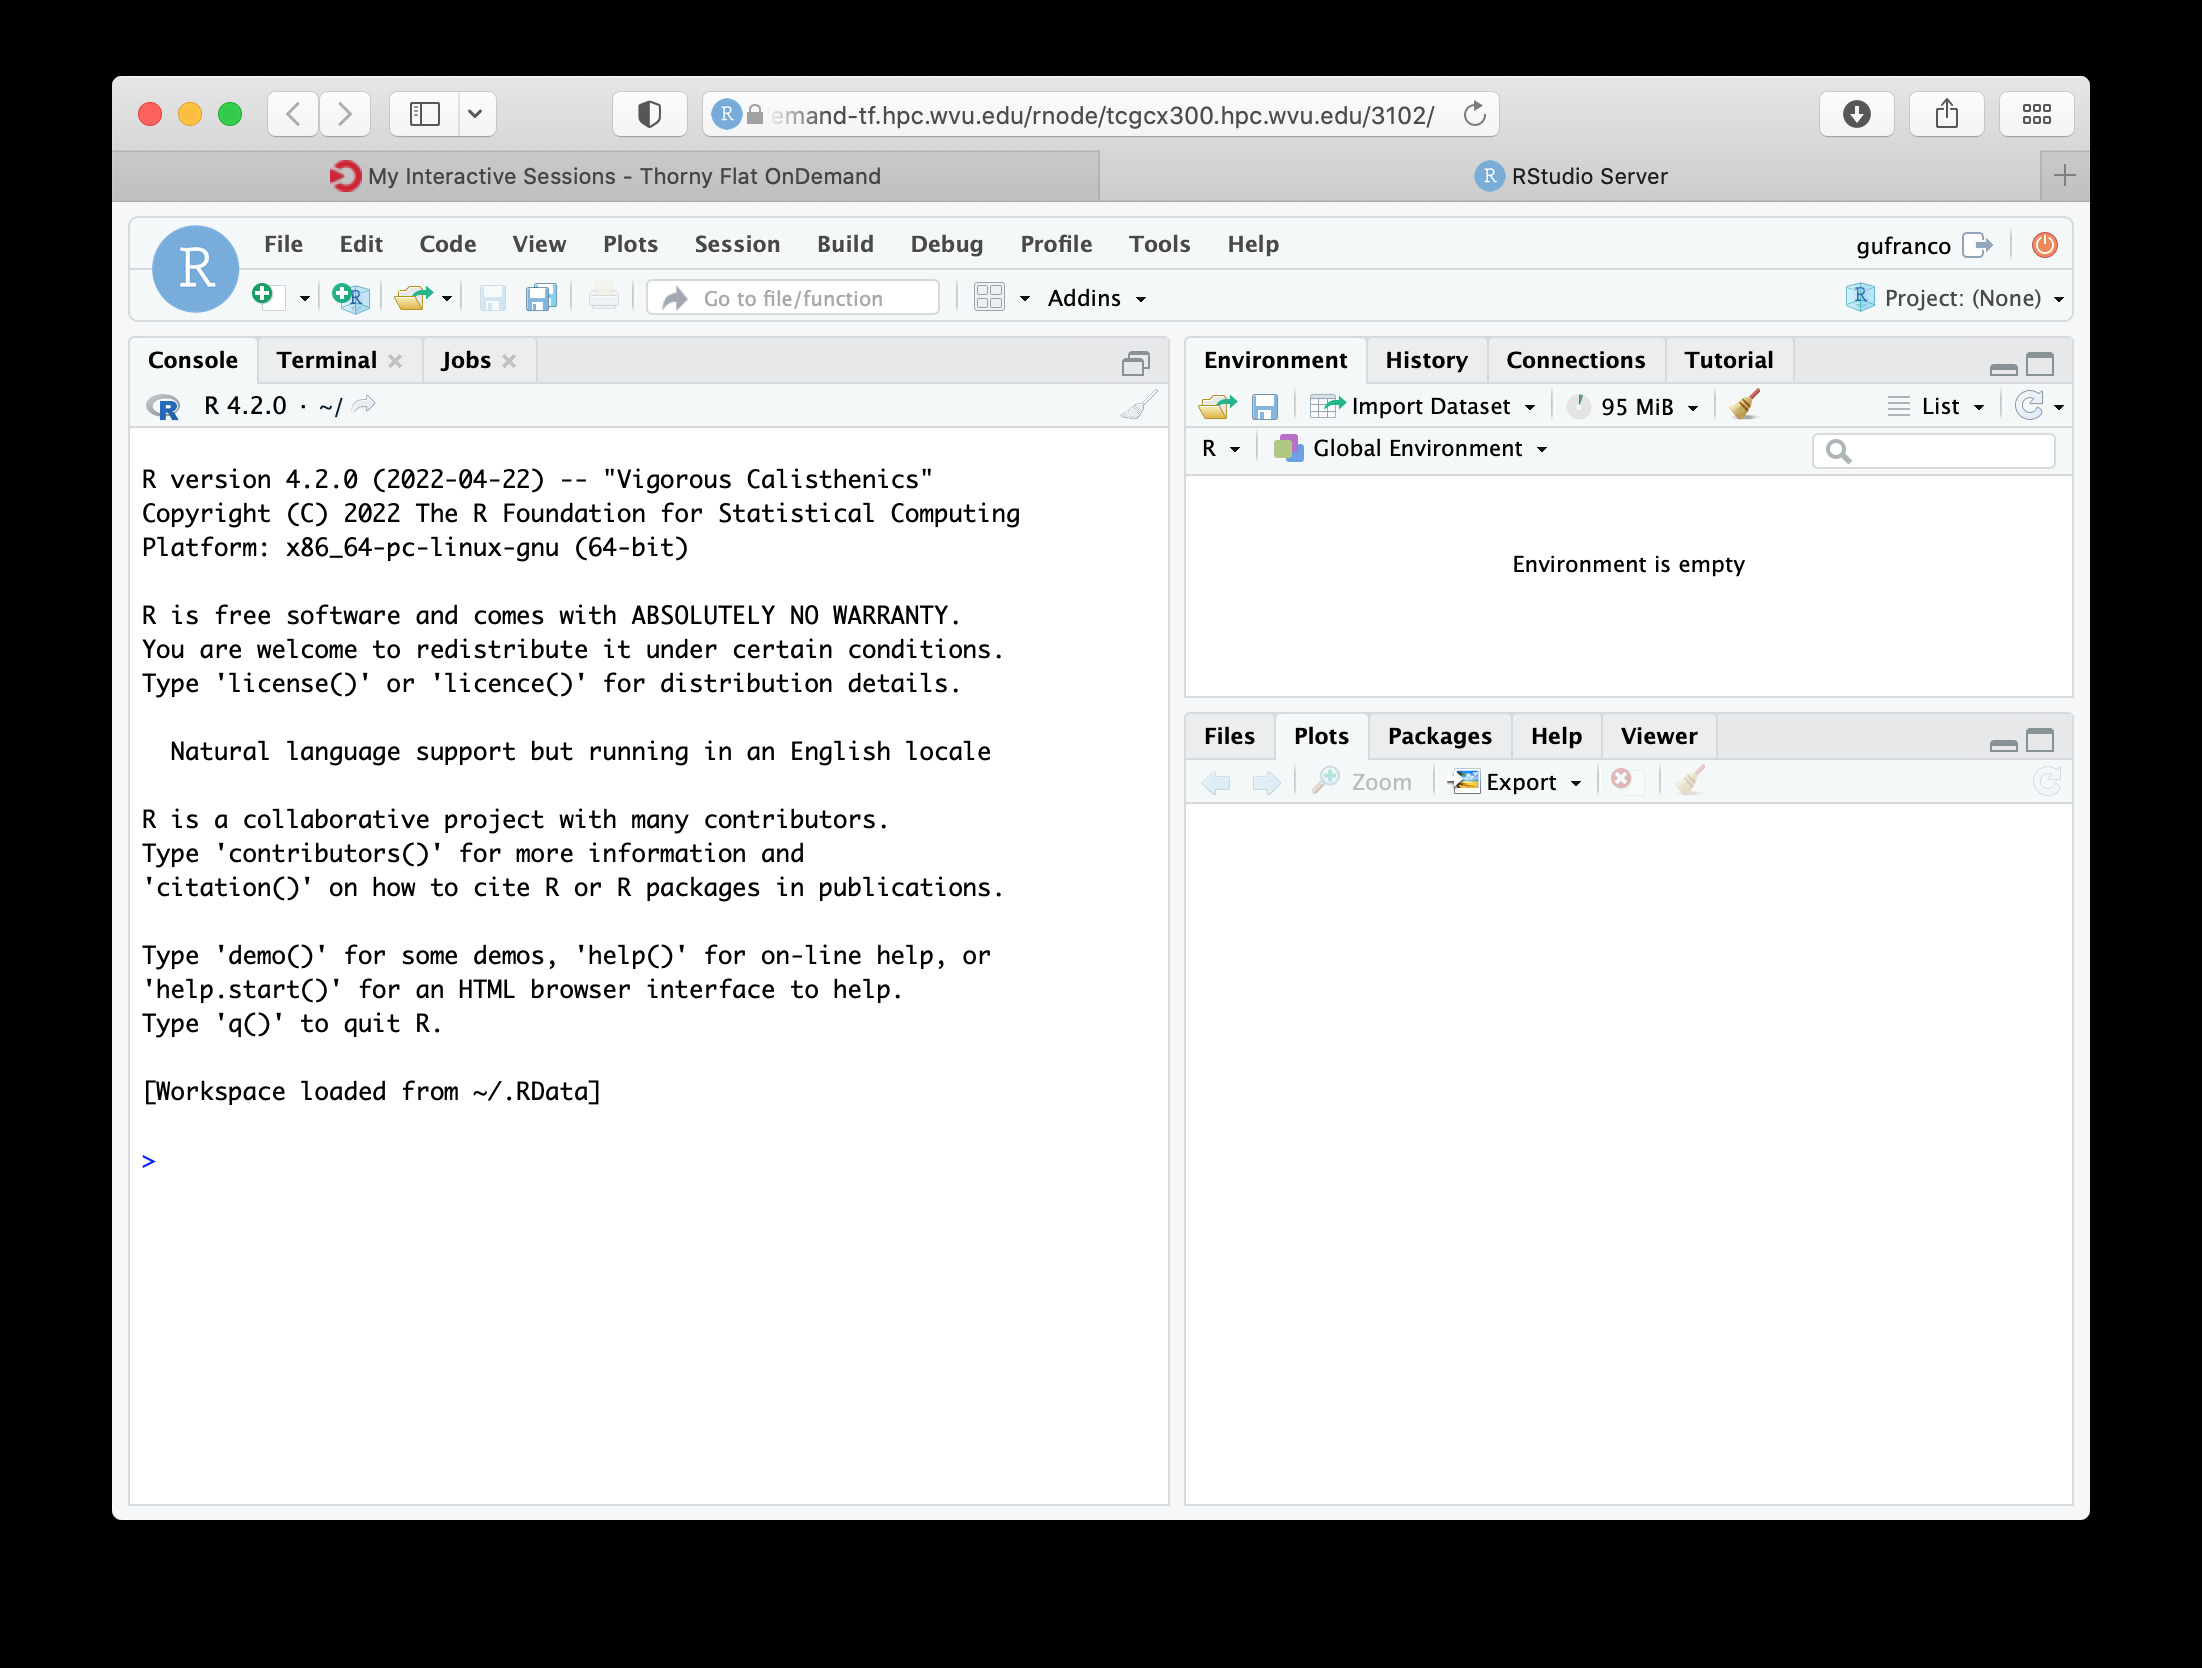 emand-tf.hpc.wvu.edu/rnode/tcgcx300.hpc.wvu.edu/3102/
My Interactive Sessions - Thorny Flat OnDemand
RStudio Server
File Edit Code View Plots Session Build Debug Profile Tools Help
gufranco
Go to file/function
Addins
Project: (None)
Console Terminal Jobs
R 4.2.0 · ~/
R version 4.2.0 (2022-04-22) -- "Vigorous Calisthenics"
Copyright (C) 2022 The R Foundation for Statistical Computing
Platform: x86_64-pc-linux-gnu (64-bit)
R is free software and comes with ABSOLUTELY NO WARRANTY.
You are welcome to redistribute it under certain conditions.
Type 'license()' or 'licence()' for distribution details.
Natural language support but running in an English locale
R is a collaborative project with many contributors.
Type 'contributors()' for more information and
'citation()' on how to cite R or R packages in publications.
Type 'demo()' for some demos, 'help()' for on-line help, or
'help.start()' for an HTML browser interface to help.
Type 'q()' to quit R.
[Workspace loaded from ~/.RData]
>
Environment History Connections Tutorial
Import Dataset 95 MiB List
R Global Environment
Environment is empty
Files Plots Packages Help Viewer
Zoom Export